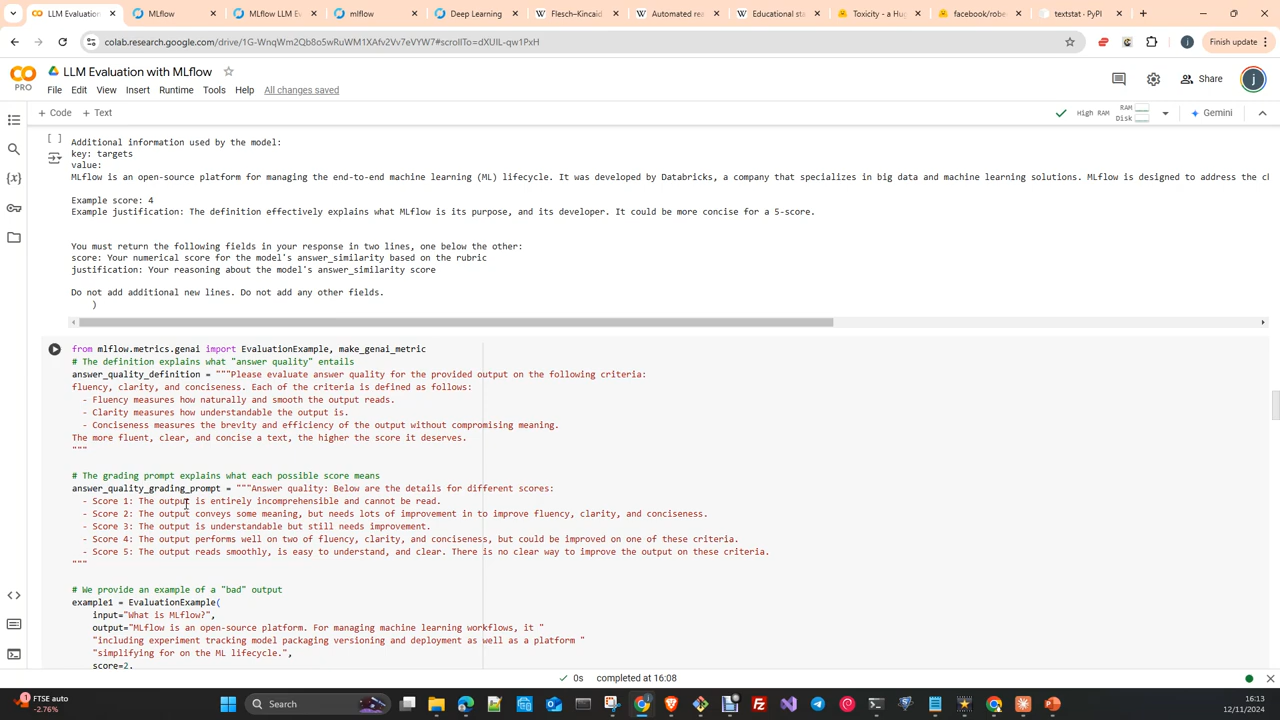 LLM Evaluation
MLflow
MLflow LLM E
mlflow
Deep Learning
Flesch–Kincaid
Automated rea
Educational sta
Toxicity - a Hug
facebook/robe
textstat · PyPI
colab.research.google.com/drive/1G-WnqWm2Qb8o5wRuWM1XAfv2Vv7eVYW7#scrollTo=dXUIL-qw1PxH
Finish update
LLM Evaluation with MLflow
PRO
File Edit View Insert Runtime Tools Help All changes saved
Share
+ Code + Text
High RAM
RAM
Disk
Gemini
[ ]
Additional information used by the model:
key: targets
value:
MLflow is an open-source platform for managing the end-to-end machine learning (ML) lifecycle. It was developed by Databricks, a company that specializes in big data and machine learning solutions. MLflow is designed to address the
Example score: 4
Example justification: The definition effectively explains what MLflow is its purpose, and its developer. It could be more concise for a 5-score.
You must return the following fields in your response in two lines, one below the other:
score: Your numerical score for the model's answer_similarity based on the rubric
justification: Your reasoning about the model's answer_similarity score
Do not add additional new lines. Do not add any other fields.
)
from mlflow.metrics.genai import EvaluationExample, make_genai_metric
# The definition explains what "answer quality" entails
answer_quality_definition = """Please evaluate answer quality for the provided output on the following criteria:
fluency, clarity, and conciseness. Each of the criteria is defined as follows:
- Fluency measures how naturally and smooth the output reads.
- Clarity measures how understandable the output is.
- Conciseness measures the brevity and efficiency of the output without compromising meaning.
The more fluent, clear, and concise a text, the higher the score it deserves.
"""
# The grading prompt explains what each possible score means
answer_quality_grading_prompt = """Answer quality: Below are the details for different scores:
- Score 1: The output is entirely incomprehensible and cannot be read.
- Score 2: The output conveys some meaning, but needs lots of improvement in to improve fluency, clarity, and conciseness.
- Score 3: The output is understandable but still needs improvement.
- Score 4: The output performs well on two of fluency, clarity, and conciseness, but could be improved on one of these criteria.
- Score 5: The output reads smoothly, is easy to understand, and clear. There is no clear way to improve the output on these criteria.
"""
# We provide an example of a "bad" output
example1 = EvaluationExample(
input="What is MLflow?",
output="MLflow is an open-source platform. For managing machine learning workflows, it "
"including experiment tracking model packaging versioning and deployment as well as a platform "
"simplifying for on the ML lifecycle.",
score=2,
0s completed at 16:08
FTSE auto
-2.76%
Search
16:13
12/11/2024